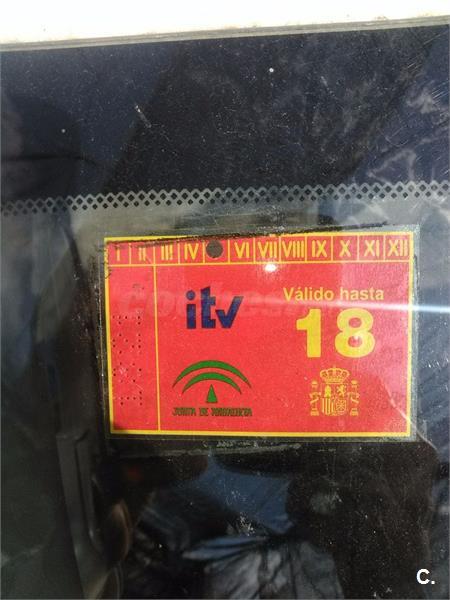 I II III IV VI VII VIII IX X XI XII
itv
Válido hasta
18
JUNTA DE ANDALUCIA
C.